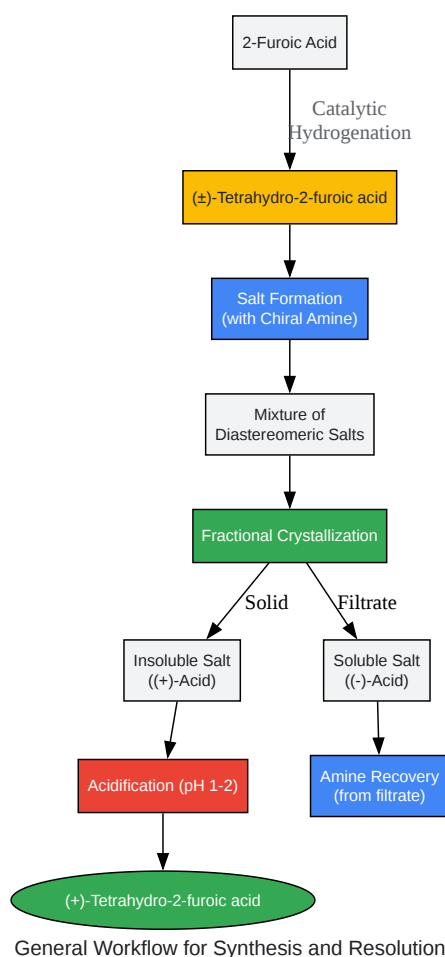 2-Furoic Acid
Catalytic
Hydrogenation
(±)-Tetrahydro-2-furoic acid
Salt Formation
(with Chiral Amine)
Mixture of
Diastereomeric Salts
Fractional Crystallization
Solid
Filtrate
Insoluble Salt
((+)-Acid)
Soluble Salt
((-)-Acid)
Acidification (pH 1-2)
Amine Recovery
(from filtrate)
(+)-Tetrahydro-2-furoic acid
General Workflow for Synthesis and Resolution